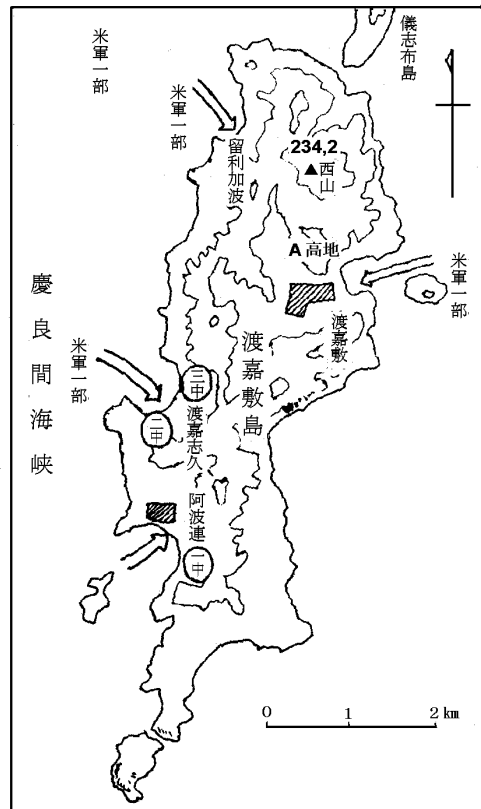 儀志布島
米軍一部
米軍一部
留利加波
234,2
西山
A 高地
米軍一部
渡嘉敷
渡嘉敷島
慶良間海峡
米軍一部
三中
二中
渡嘉志久
阿波連
一中
0 1 2 km